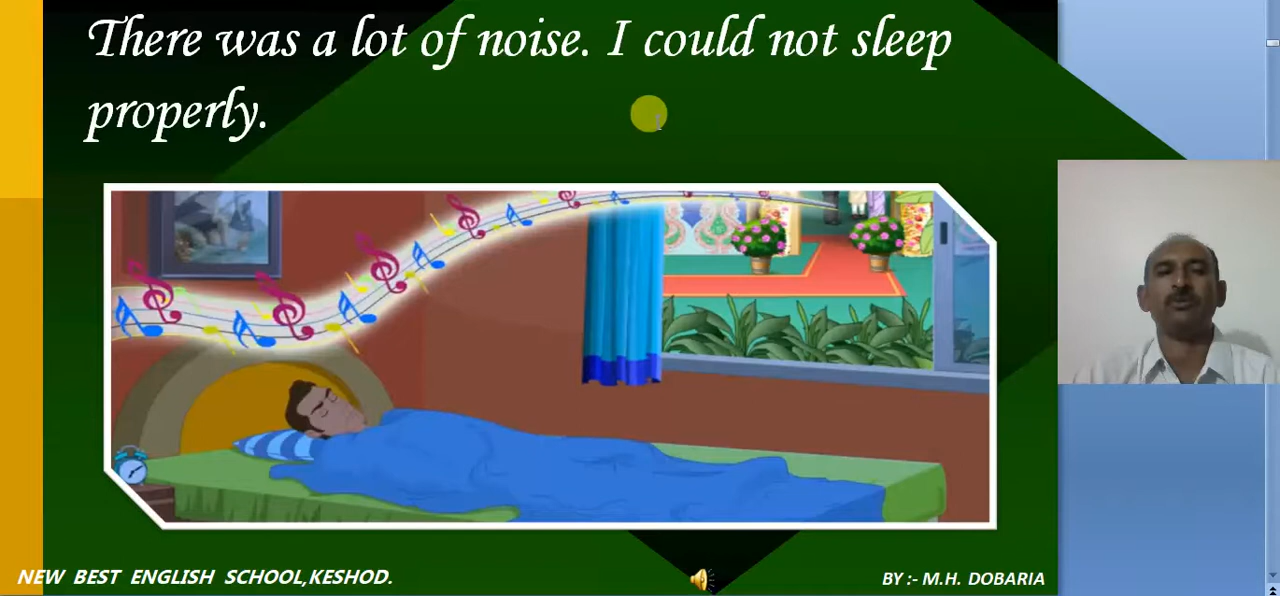 There was a lot of noise. I could not sleep
properly.
NEW BEST ENGLISH SCHOOL,KESHOD.
BY :- M.H. DOBARIA